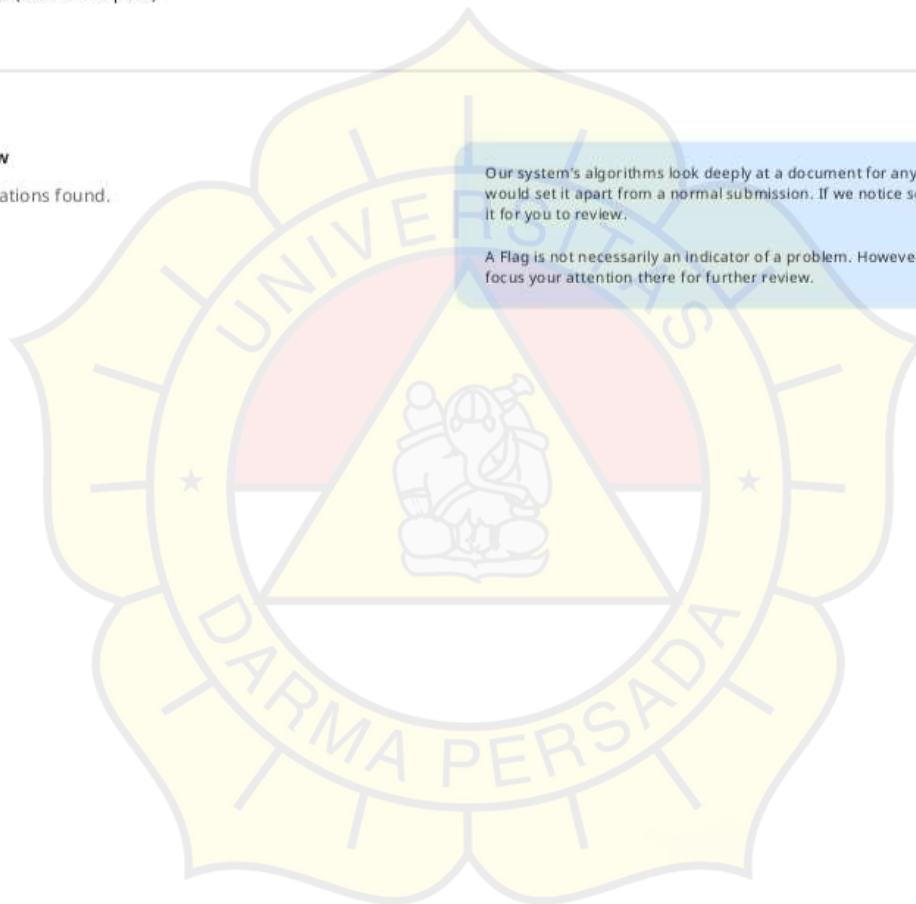 w
ations found.
Our system's algorithms look deeply at a document for any
would set it apart from a normal submission. If we notice s
it for you to review.
A Flag is not necessarily an indicator of a problem. Howeve
focus your attention there for further review.
UNIVERSITAS
DARMA PERSADA